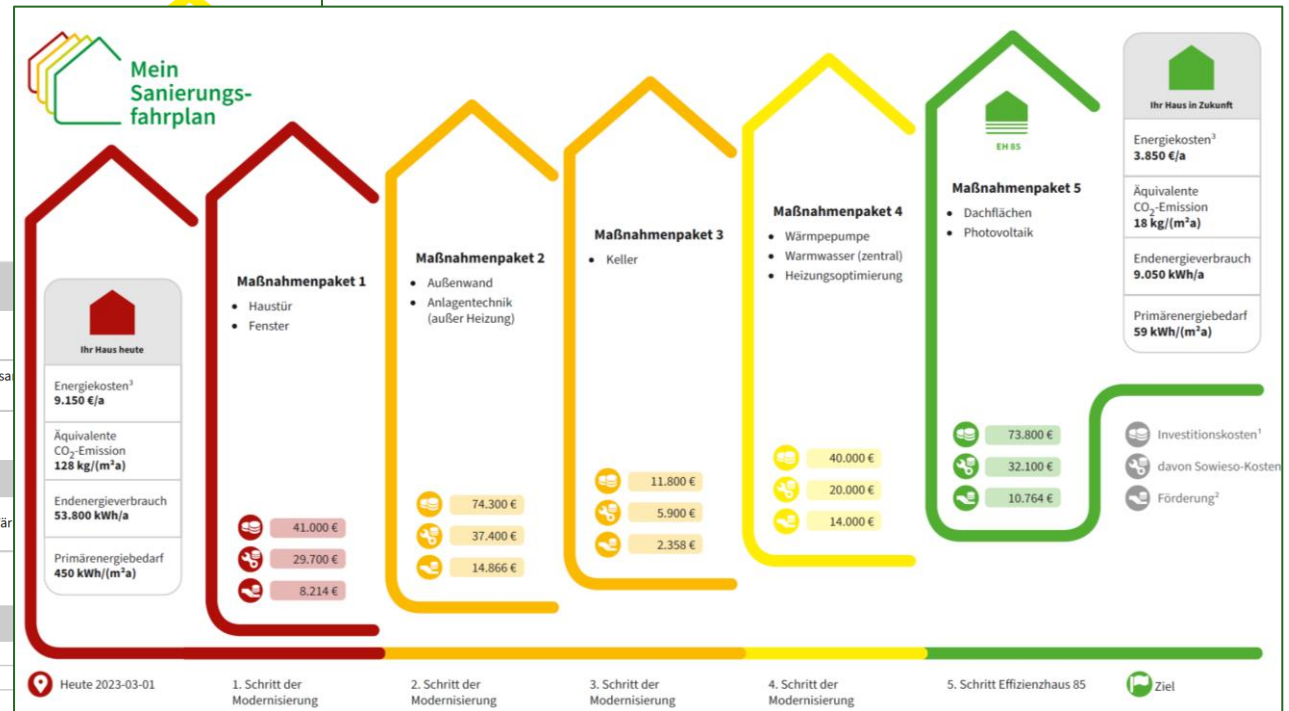 Mein
Sanierungs-
fahrplan
Ihr Haus heute
Energiekosten³
9.150 €/a
Äquivalente
CO₂-Emission
128 kg/(m²a)
Endenergieverbrauch
53.800 kWh/a
Primärenergiebedarf
450 kWh/(m²a)
Maßnahmenpaket 1
• Haustür
• Fenster
41.000 €
29.700 €
8.214 €
Maßnahmenpaket 2
• Außenwand
• Anlagentechnik
(außer Heizung)
74.300 €
37.400 €
14.866 €
Maßnahmenpaket 3
• Keller
11.800 €
5.900 €
2.358 €
Maßnahmenpaket 4
• Wärmpepumpe
• Warmwasser (zentral)
• Heizungsoptimierung
40.000 €
20.000 €
14.000 €
EH 85
Maßnahmenpaket 5
• Dachflächen
• Photovoltaik
73.800 €
32.100 €
10.764 €
Ihr Haus in Zukunft
Energiekosten³
3.850 €/a
Äquivalente
CO₂-Emission
18 kg/(m²a)
Endenergieverbrauch
9.050 kWh/a
Primärenergiebedarf
59 kWh/(m²a)
Investitionskosten¹
davon Sowieso-Kosten
Förderung²
Heute 2023-03-01
1. Schritt der
Modernisierung
2. Schritt der
Modernisierung
3. Schritt der
Modernisierung
4. Schritt der
Modernisierung
5. Schritt Effizienzhaus 85
Ziel